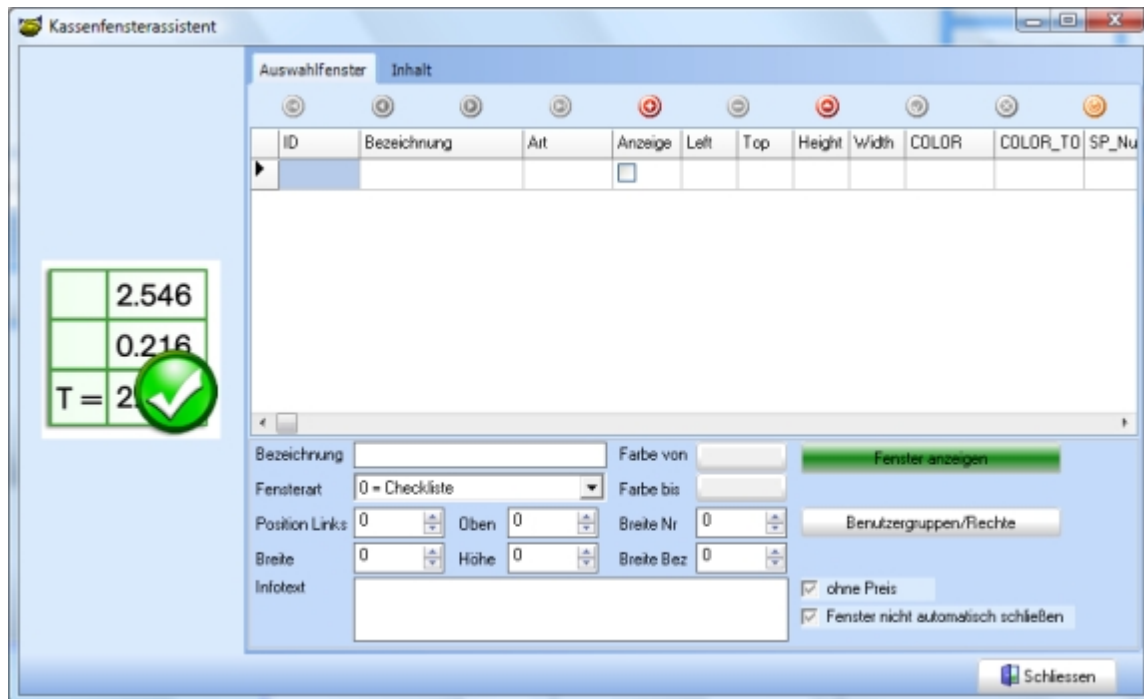 Kassenfensterassistent
Auswahlfenster Inhalt
ID Bezeichnung Art Anzeige Left Top Height Width COLOR COLOR_TO SP_Nu
2.546
0.216
T = 2.
Bezeichnung Farbe von Fenster anzeigen
Fensterart 0 = Checkliste Farbe bis
Position Links 0 Oben 0 Breite Nr 0 Benutzergruppen/Rechte
Breite 0 Höhe 0 Breite Bez 0
Infotext ohne Preis
Fenster nicht automatisch schließen
Schliessen